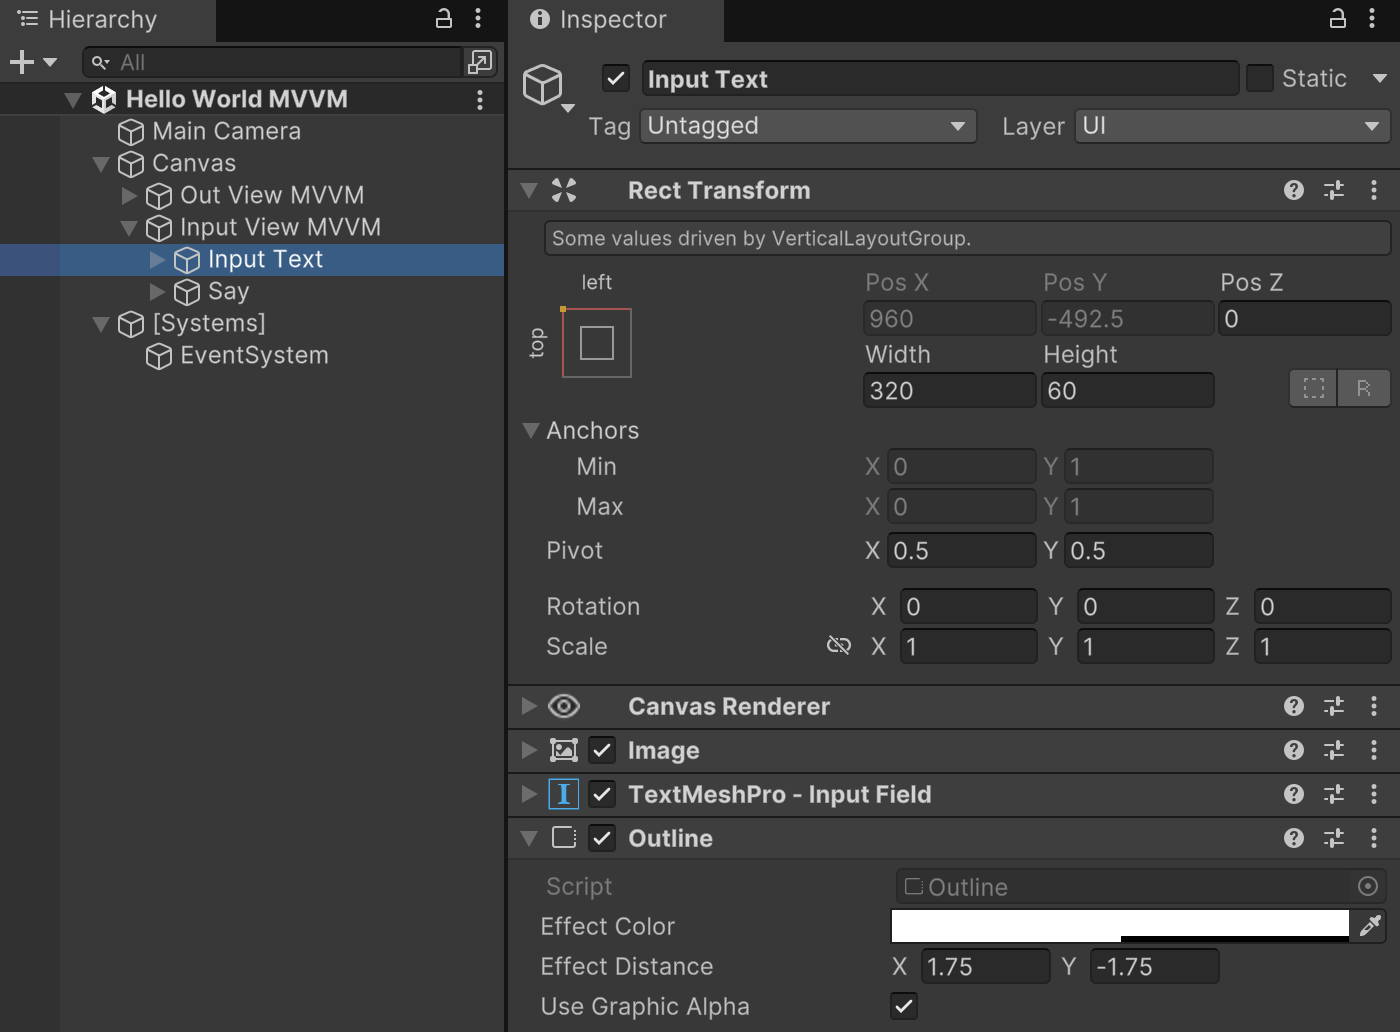 Hierarchy
All
Hello World MVVM
Main Camera
Canvas
Out View MVVM
Input View MVVM
Input Text
Say
[Systems]
EventSystem
Inspector
Input Text Static
Tag Untagged Layer UI
Rect Transform
Some values driven by VerticalLayoutGroup.
left
top
Pos X Pos Y Pos Z
960 -492.5 0
Width Height
320 60
R
Anchors
Min X 0 Y 1
Max X 0 Y 1
Pivot X 0.5 Y 0.5
Rotation X 0 Y 0 Z 0
Scale X 1 Y 1 Z 1
Canvas Renderer
Image
TextMeshPro - Input Field
Outline
Script Outline
Effect Color
Effect Distance X 1.75 Y -1.75
Use Graphic Alpha